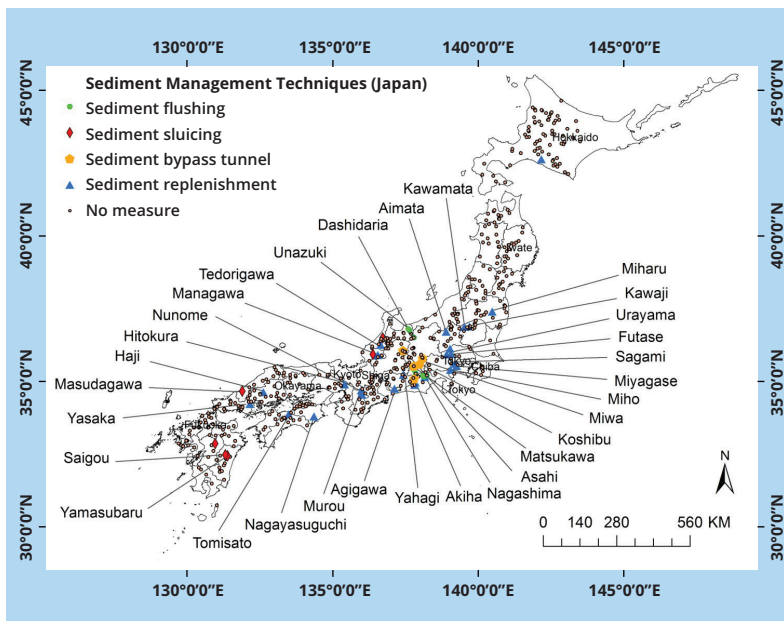 130°0'0"E 135°0'0"E 140°0'0"E 145°0'0"E
45°0'0"N
40°0'0"N
35°0'0"N
30°0'0"N
Sediment Management Techniques (Japan)
Sediment flushing
Sediment sluicing
Sediment bypass tunnel
Sediment replenishment
No measure
Hokkaido
Kawamata
Aimata
Dashidaria
Unazuki
Tedorigawa
Managawa
Nunome
Hitokura
Haji
Masudagawa
Yasaka
Saigou
Yamasubaru
Tomisato
Nagayasuguchi
Murou
Agigawa
Yahagi
Akiha
Nagashima
Asahi
Matsukawa
Koshibu
Miwa
Miho
Miyagase
Sagami
Futase
Urayama
Kawaji
Miharu
Iwate
Tokyo
Chiba
Tokyo
Kyoto
Shiga
Okayama
Fukuoka
N
0 140 280 560 KM
45°0'0"N
40°0'0"N
35°0'0"N
30°0'0"N
130°0'0"E 135°0'0"E 140°0'0"E 145°0'0"E